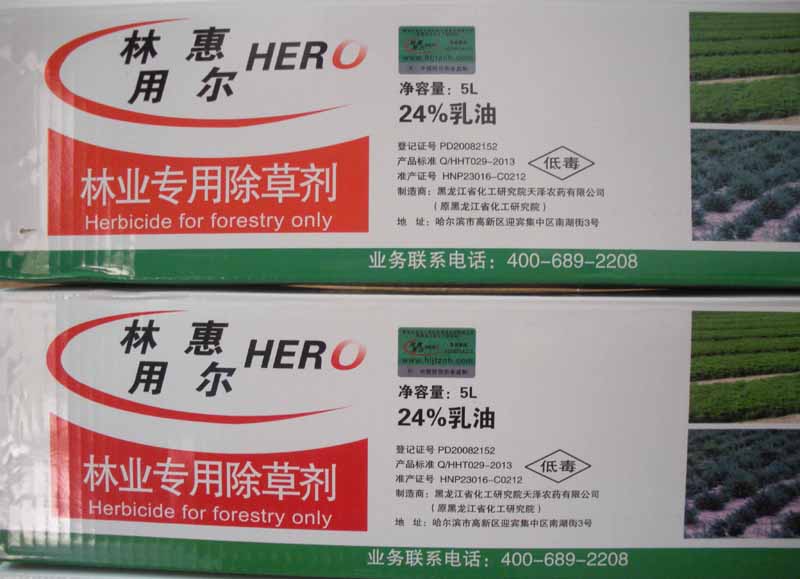 林 惠
用 尔
HERO
www.hljtznh.com
净容量：5L
24%乳油
登记证号 PD20082152
产品标准 Q/HHT029-2013
准产证号 HNP23016-C0212
低毒
制造商：黑龙江省化工研究院天泽农药有限公司
（原黑龙江省化工研究院）
地 址：哈尔滨市高新区迎宾集中区南湖街3号
林业专用除草剂
Herbicide for forestry only
业务联系电话：400-689-2208
林 惠
用 尔
HERO
www.hljtznh.com
净容量：5L
24%乳油
登记证号 PD20082152
产品标准 Q/HHT029-2013
准产证号 HNP23016-C0212
低毒
制造商：黑龙江省化工研究院天泽农药有限公司
（原黑龙江省化工研究院）
地 址：哈尔滨市高新区迎宾集中区南湖街3号
林业专用除草剂
Herbicide for forestry only
业务联系电话：400-689-2208